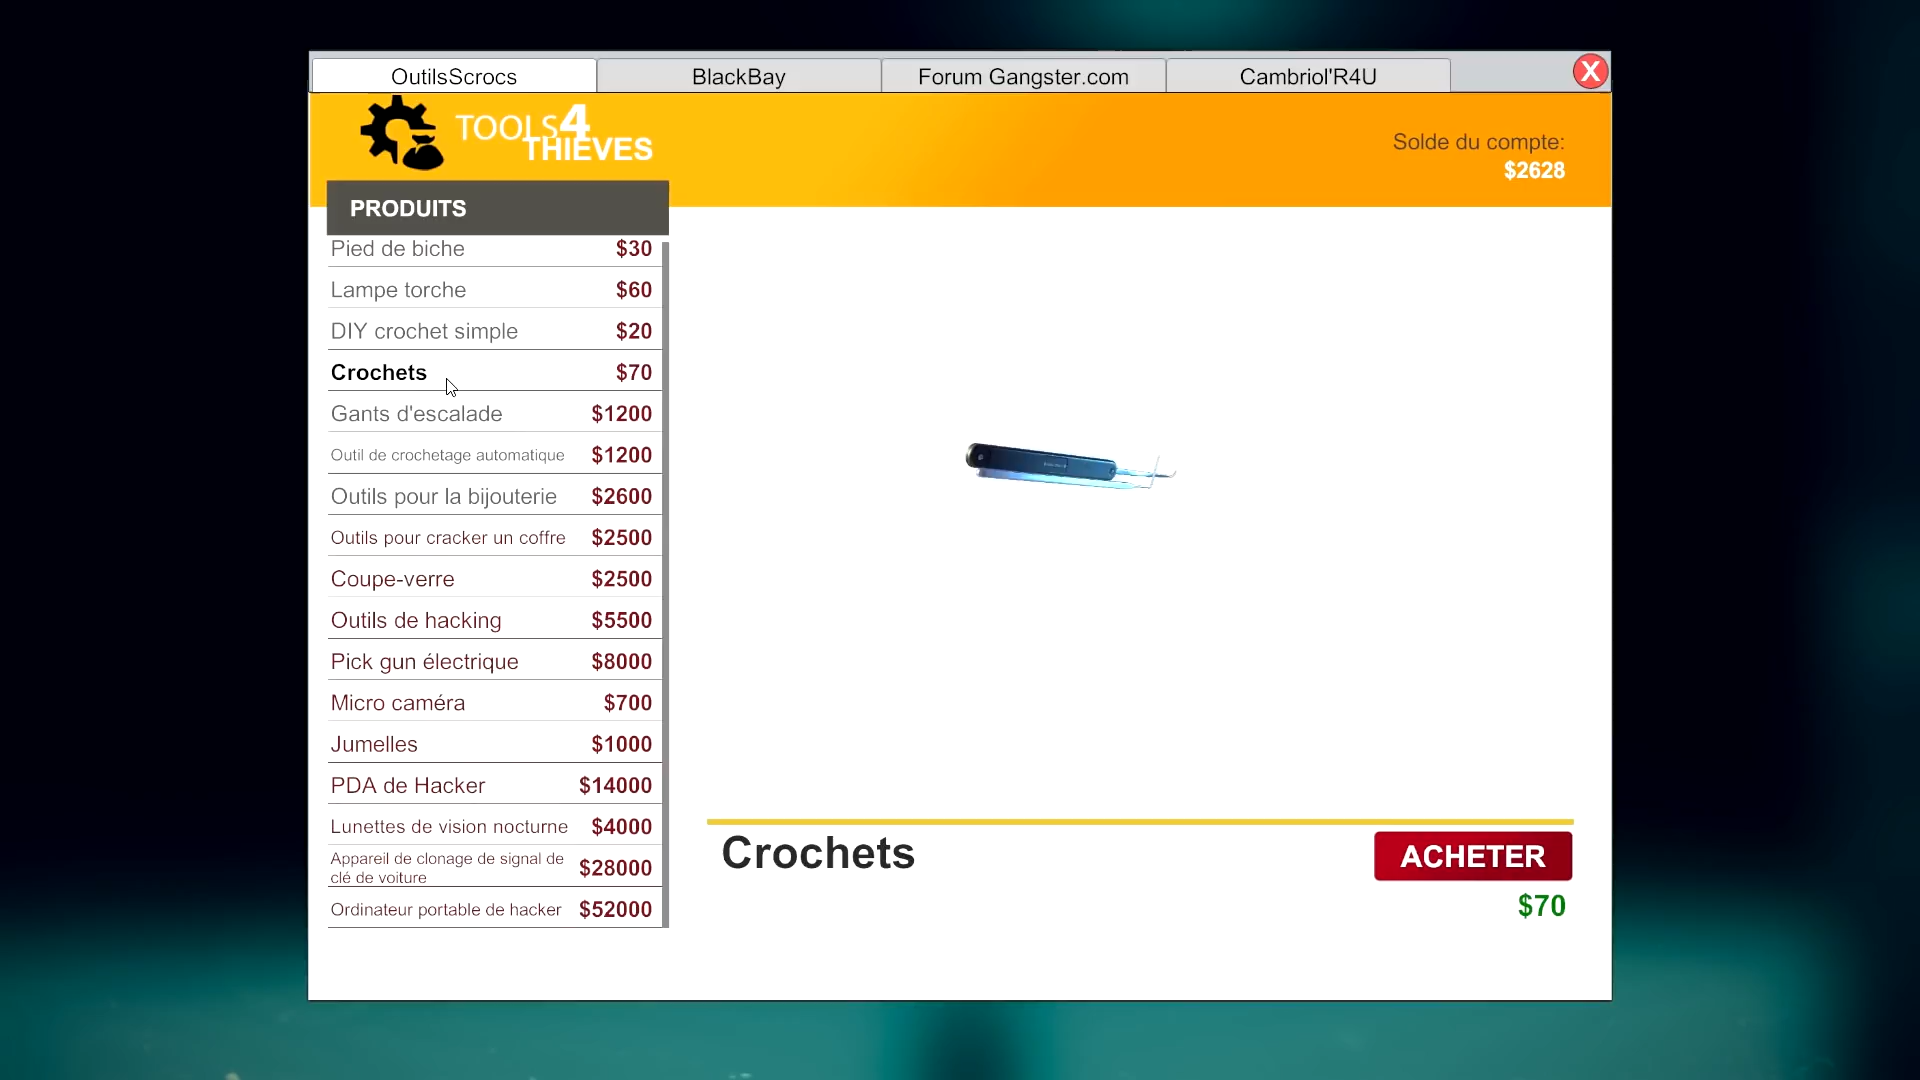 OutilsScrocs
BlackBay
Forum Gangster.com
Cambriol'R4U
X
TOOLS4
THIEVES
Solde du compte:
$2628
PRODUITS
Pied de biche $30
Lampe torche $60
DIY crochet simple $20
Crochets $70
Gants d'escalade $1200
Outil de crochetage automatique $1200
Outils pour la bijouterie $2600
Outils pour cracker un coffre $2500
Coupe-verre $2500
Outils de hacking $5500
Pick gun électrique $8000
Micro caméra $700
Jumelles $1000
PDA de Hacker $14000
Lunettes de vision nocturne $4000
Appareil de clonage de signal de
clé de voiture $28000
Ordinateur portable de hacker $52000
Crochets
ACHETER
$70